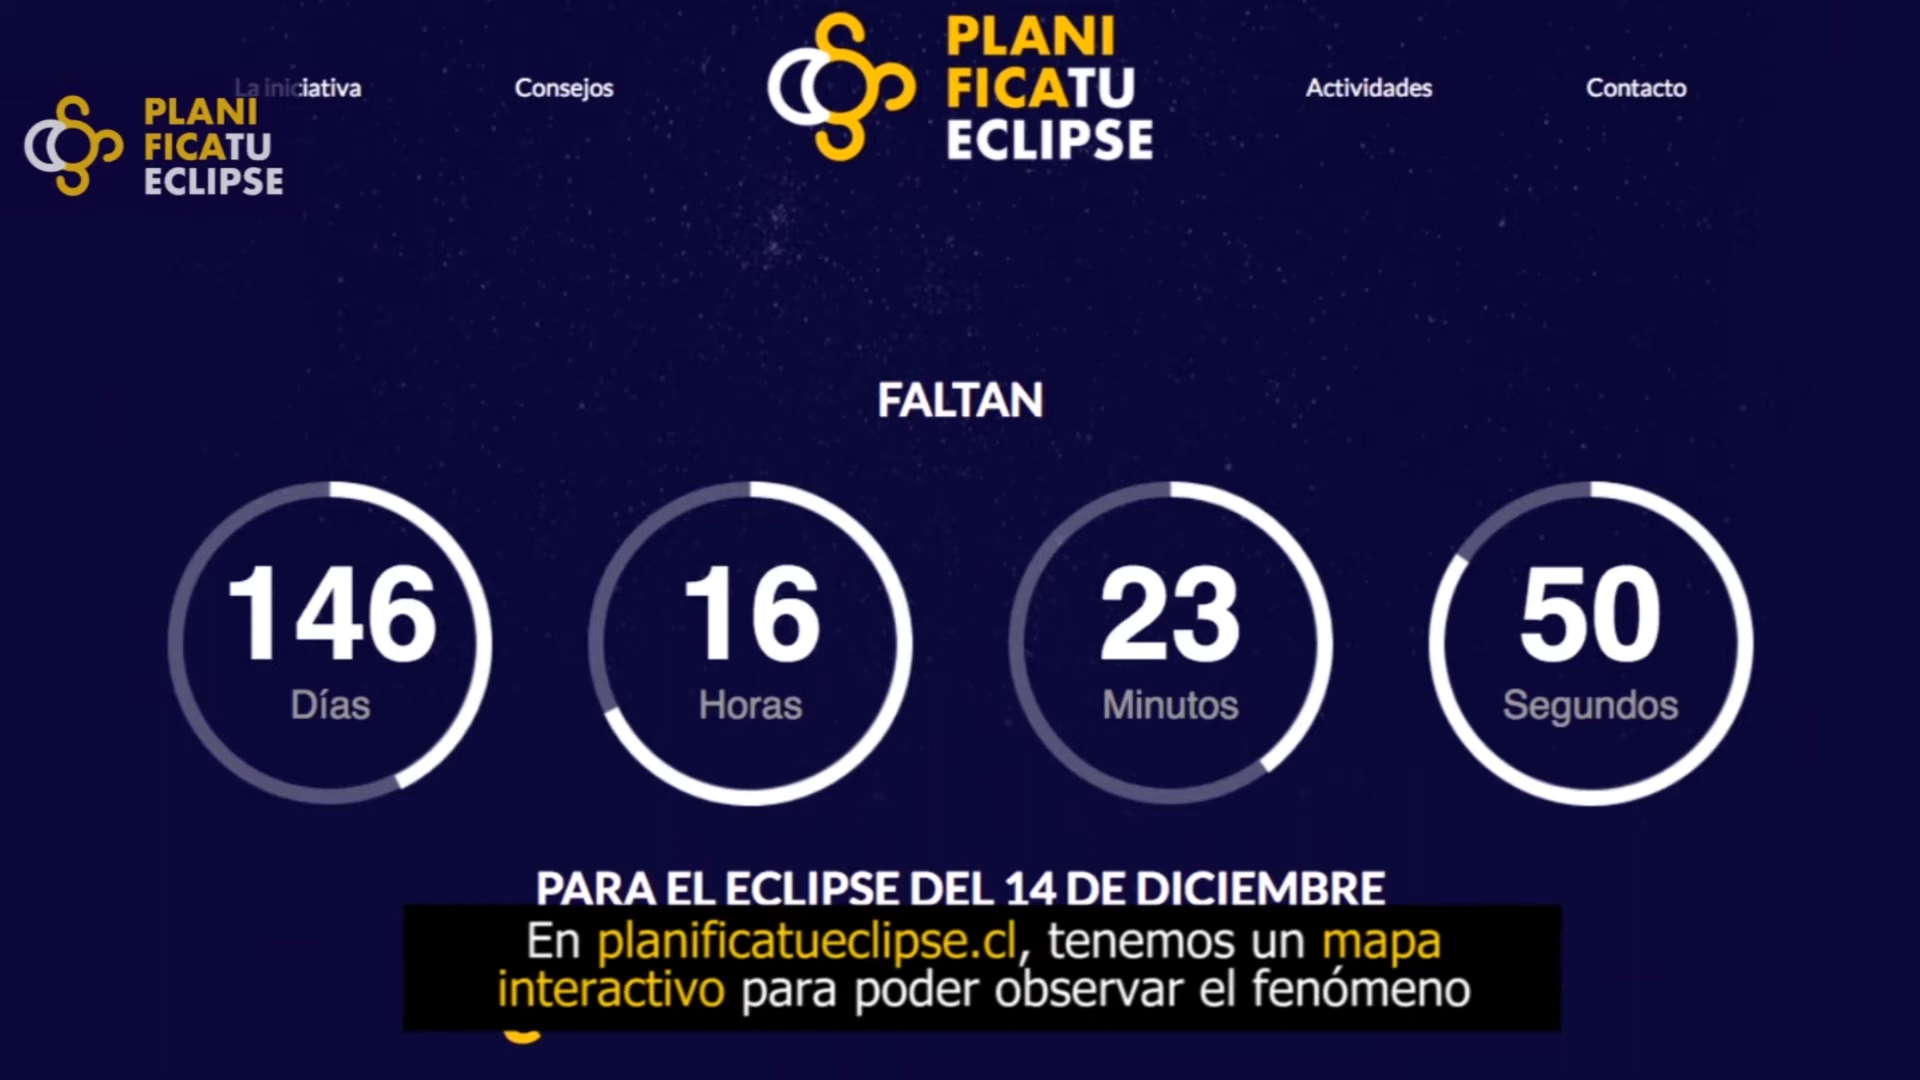 La iniciativa
Consejos
PLANI
FICATU
ECLIPSE
Actividades
Contacto
PLANI
FICATU
ECLIPSE
FALTAN
146
Días
16
Horas
23
Minutos
50
Segundos
PARA EL ECLIPSE DEL 14 DE DICIEMBRE
En planificatueclipse.cl, tenemos un mapa
interactivo para poder observar el fenómeno